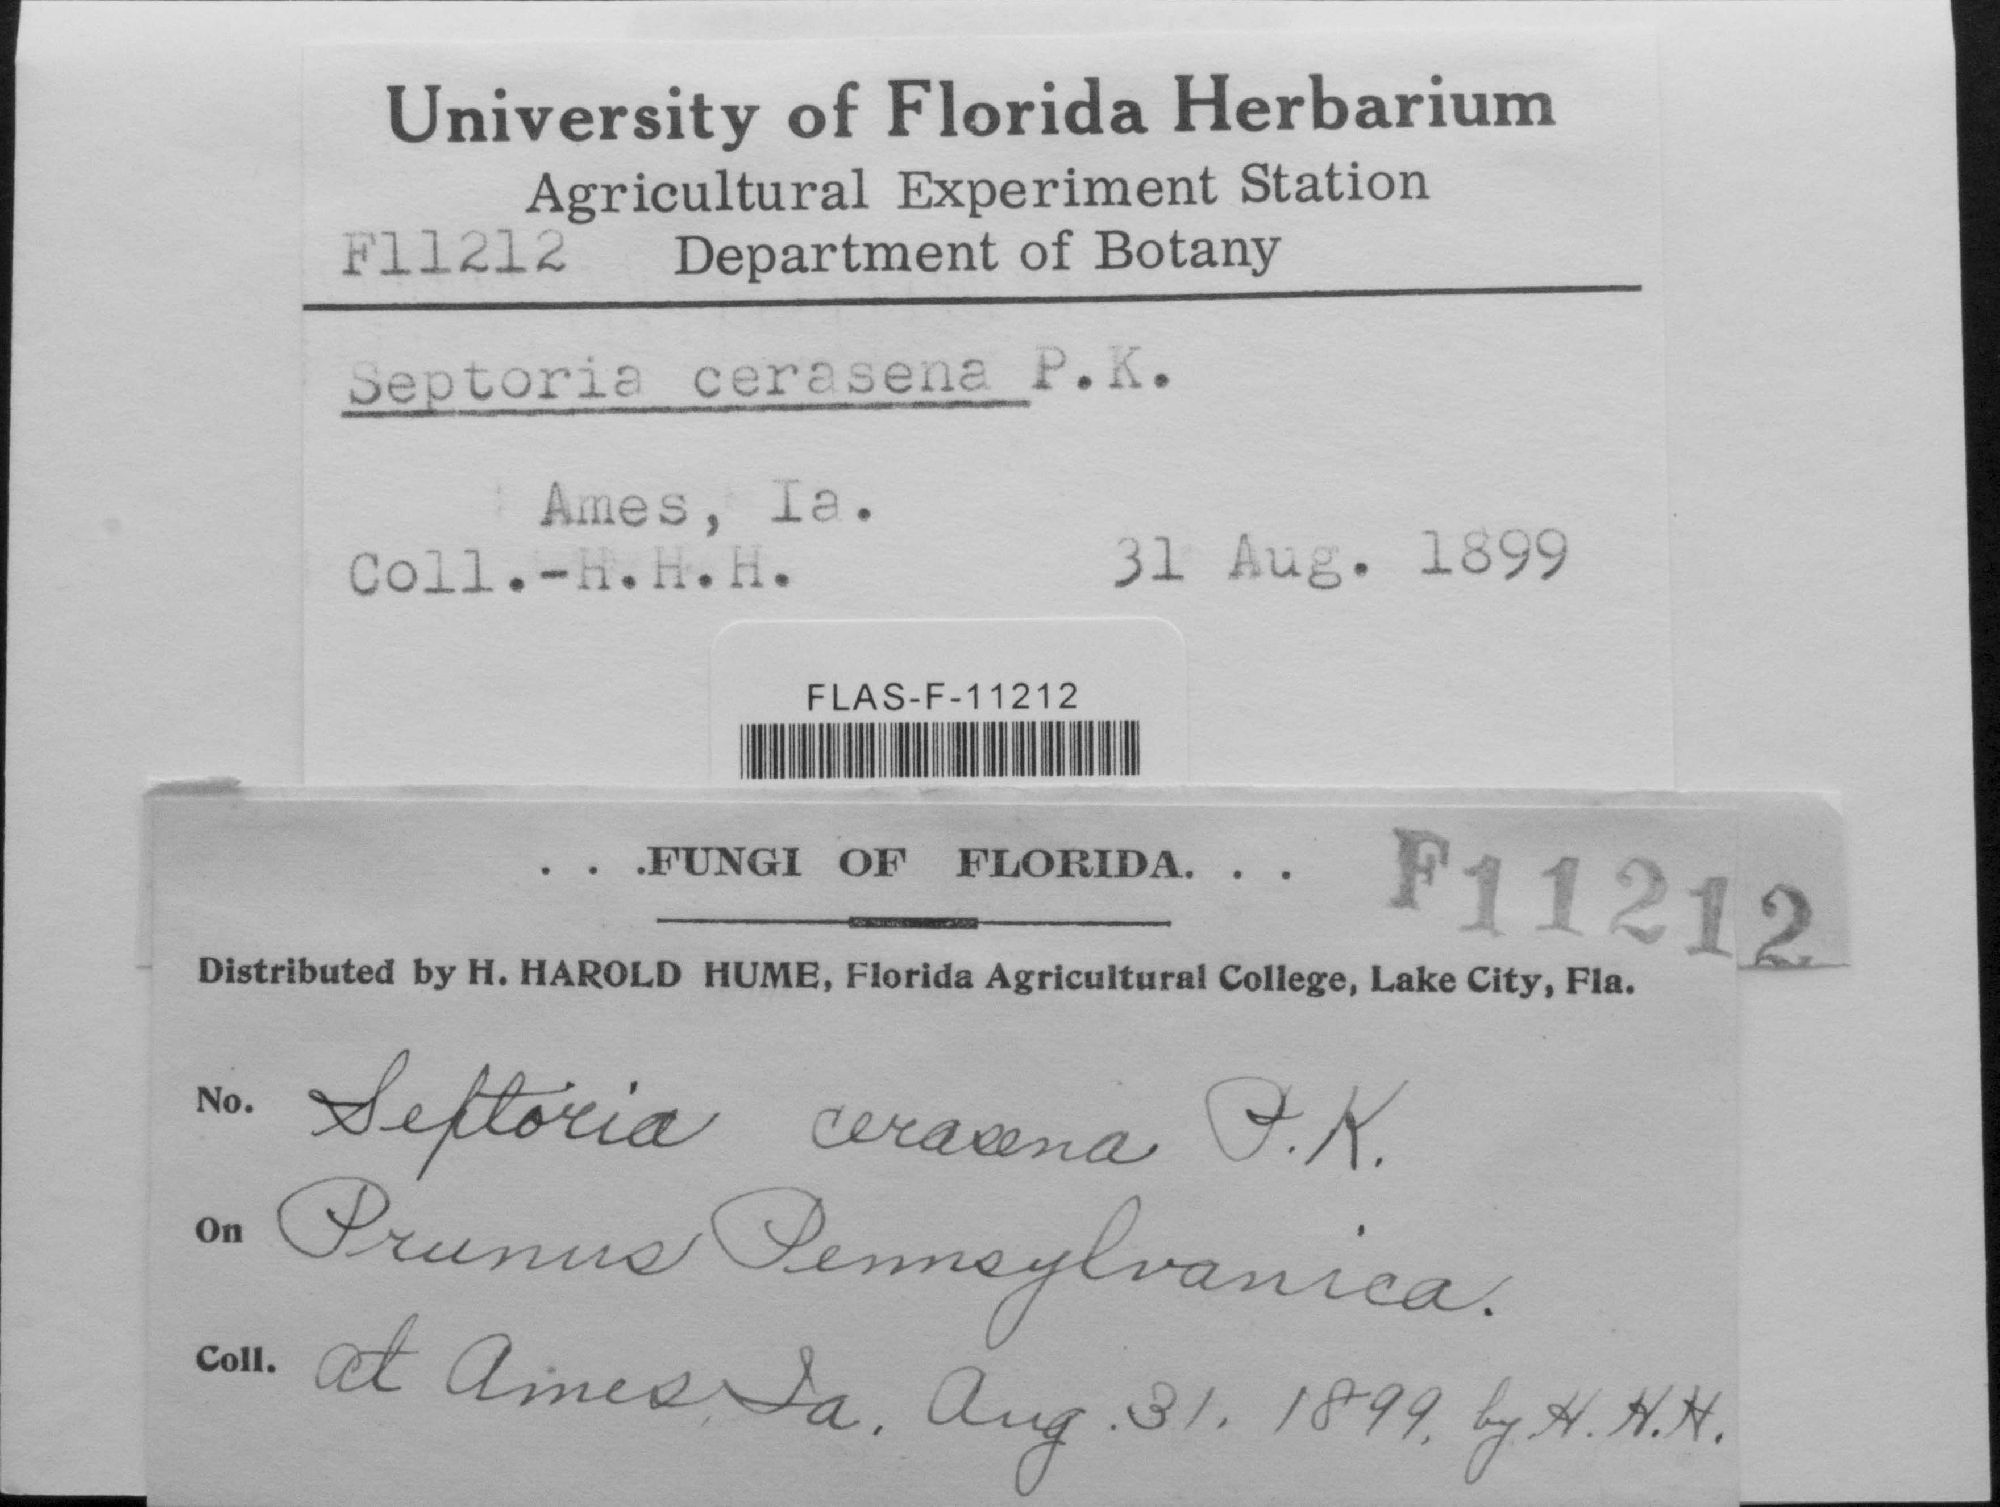 University of Florida Herbarium
Agricultural Experiment Station
F11212 Department of Botany
Septoria cerasena P.K.
Ames, Ia.
Coll.-H.H.H. 31 Aug. 1899
FLAS-F-11212
. . .FUNGI OF FLORIDA. . . F11212
Distributed by H. HAROLD HUME, Florida Agricultural College, Lake City, Fla.
No. Septoria cerasena P.K.
On Prunus Pennsylvanica.
Coll. at Ames, Ia. Aug. 31. 1899. by H. H. H.